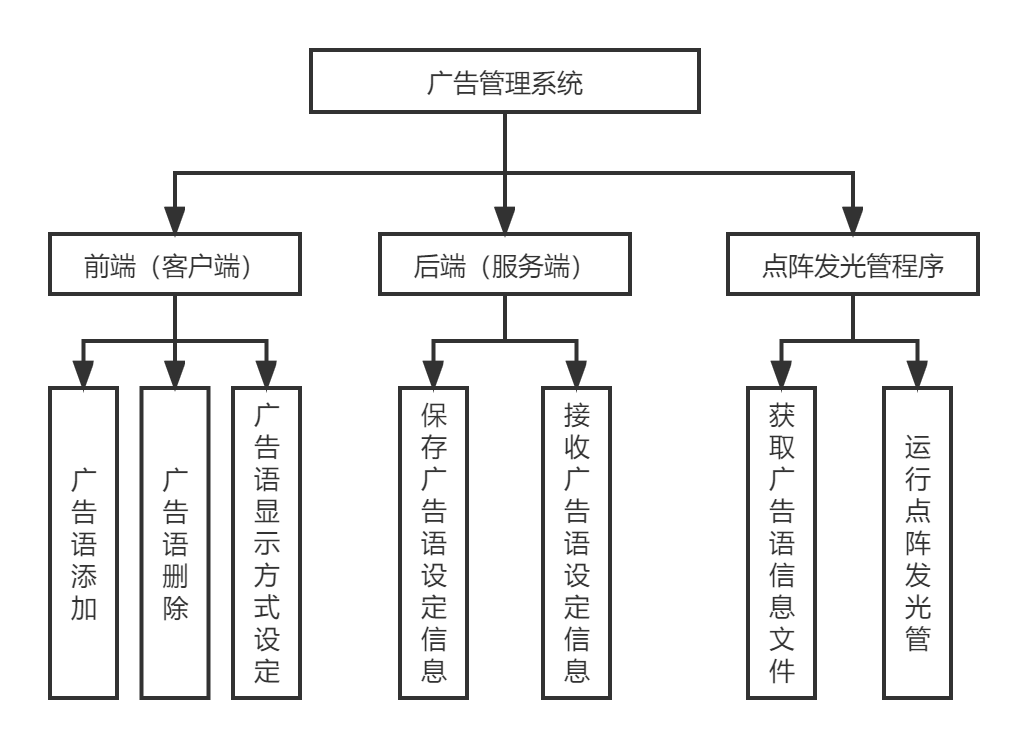 广告管理系统
前端（客户端）
后端（服务端）
点阵发光管程序
广告语添加
广告语删除
广告语显示方式设定
保存广告语设定信息
接收广告语设定信息
获取广告语信息文件
运行点阵发光管